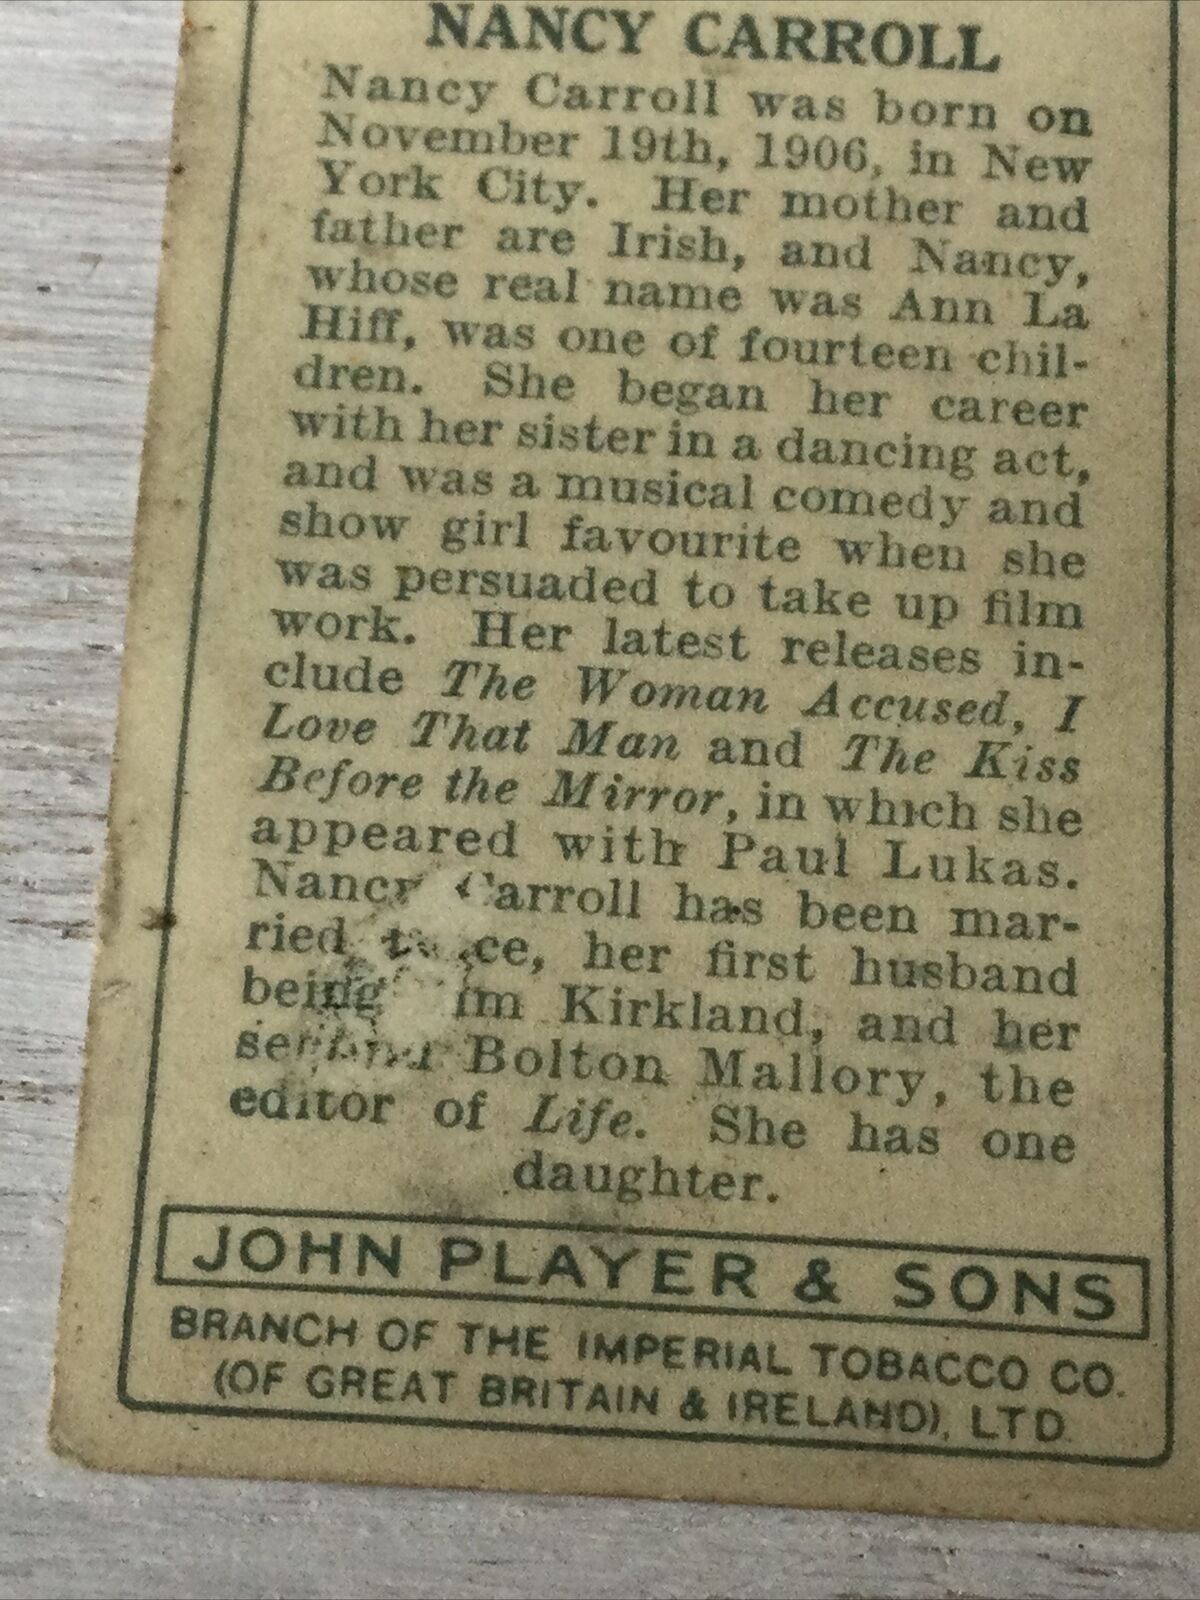 NANCY CARROLL
Nancy Carroll was born on
November 19th, 1906, in New
York City. Her mother and
father are Irish, and Nancy,
whose real name was Ann La
Hiff, was one of fourteen chil-
dren. She began her career
with her sister in a dancing act,
and was a musical comedy and
show girl favourite when she
was persuaded to take up film
work. Her latest releases in-
clude The Woman Accused, I
Love That Man and The Kiss
Before the Mirror, in which she
appeared with Paul Lukas.
Nancy Carroll has been mar-
ried her first husband
being Kirkland, and her
Bolton Mallory, the
editor of Life. She has one
daughter.
JOHN PLAYER & SONS
BRANCH OF THE IMPERIAL TOBACCO CO.
(OF GREAT BRITAIN & IRELAND), LTD.